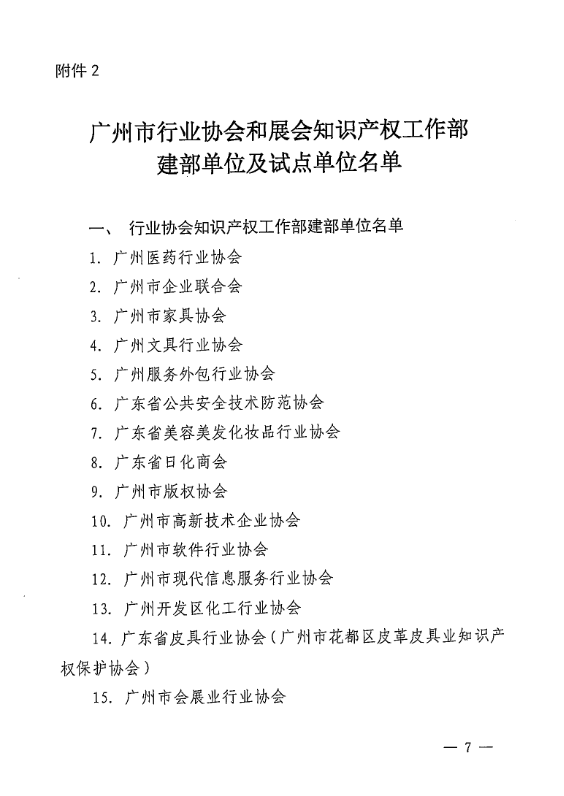 附件 2
广州市行业协会和展会知识产权工作部
建部单位及试点单位名单
一、 行业协会知识产权工作部建部单位名单
1. 广州医药行业协会
2. 广州市企业联合会
3. 广州市家具协会
4. 广州文具行业协会
5. 广州服务外包行业协会
6. 广东省公共安全技术防范协会
7. 广东省美容美发化妆品行业协会
8. 广东省日化商会
9. 广州市版权协会
10. 广州市高新技术企业协会
11. 广州市软件行业协会
12. 广州市现代信息服务行业协会
13. 广州开发区化工行业协会
14. 广东省皮具行业协会（广州市花都区皮革皮具业知识产
权保护协会）
15. 广州市会展业行业协会
— 7 —